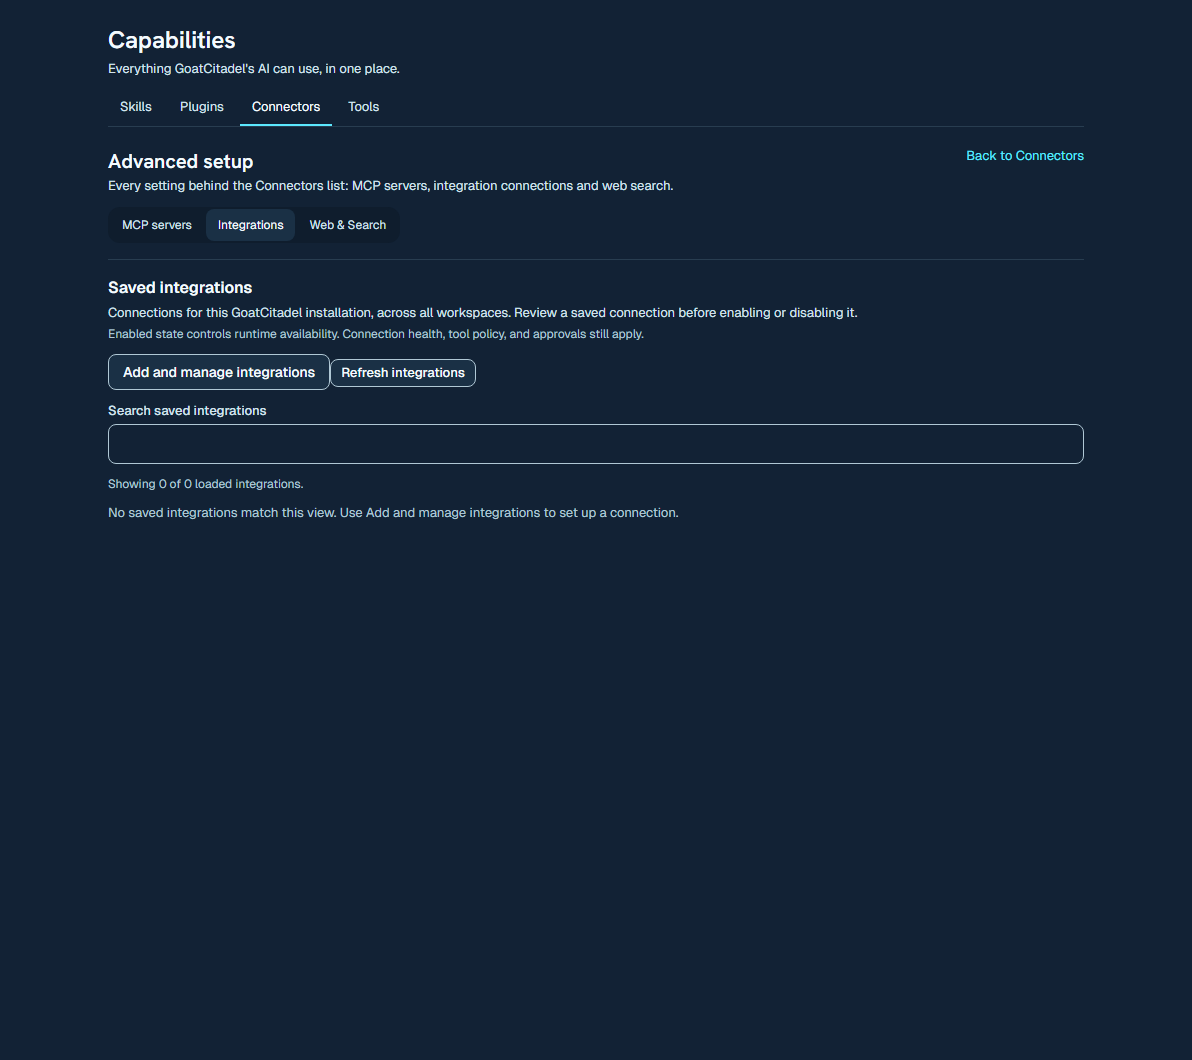 Capabilities
Everything GoatCitadel's AI can use, in one place.
Skills Plugins Connectors Tools
Advanced setup
Back to Connectors
Every setting behind the Connectors list: MCP servers, integration connections and web search.
MCP servers Integrations Web & Search
Saved integrations
Connections for this GoatCitadel installation, across all workspaces. Review a saved connection before enabling or disabling it.
Enabled state controls runtime availability. Connection health, tool policy, and approvals still apply.
Add and manage integrations Refresh integrations
Search saved integrations
Showing 0 of 0 loaded integrations.
No saved integrations match this view. Use Add and manage integrations to set up a connection.